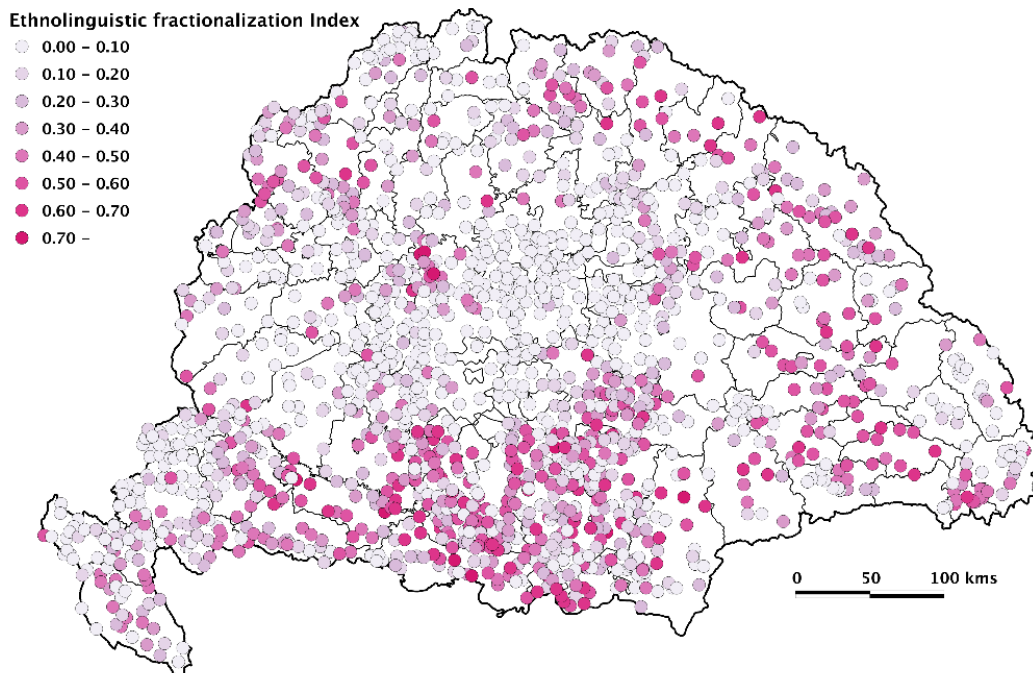 Ethnolinguistic fractionalization Index
0.00 – 0.10
0.10 – 0.20
0.20 – 0.30
0.30 – 0.40
0.40 – 0.50
0.50 – 0.60
0.60 – 0.70
0.70 –
0 50 100 kms